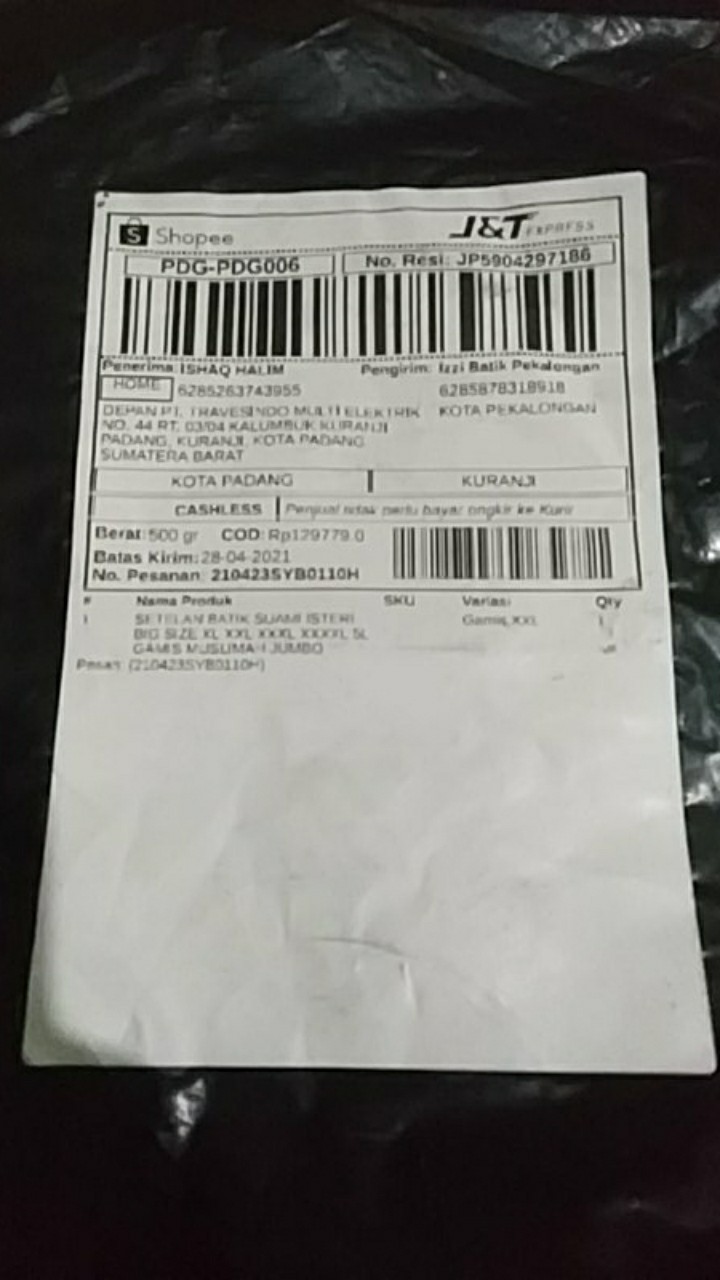 Shopee
J&T EXPRESS
PDG-PDG006
No. Resi: JP5904297186
Penerima: ISHAQ HALIM
Pengirim: Izzi Batik Pekalongan
HOME 6285263743955
6285878318918
DEPAN PT. TRAVESINDO MULTI ELEKTRIK
KOTA PEKALONGAN
NO. 44 RT. 03/04 KALUMBUK KURANJI
PADANG, KURANJI, KOTA PADANG
SUMATERA BARAT
KOTA PADANG
KURANJI
CASHLESS
Penjual tidak perlu bayar ongkir ke Kurir
Berat: 500 gr COD: Rp129779.0
Batas Kirim: 28-04-2021
No. Pesanan: 210423SYB0110H
# Nama Produk SKU Variasi Qty
1 SETELAN BATIK SUAMI ISTERI Gamis,XXL 1
BIG SIZE XL XXL XXXL XXXXL 5L
GAMIS MUSLIMAH JUMBO
Pesan: (210423SYB0110H)